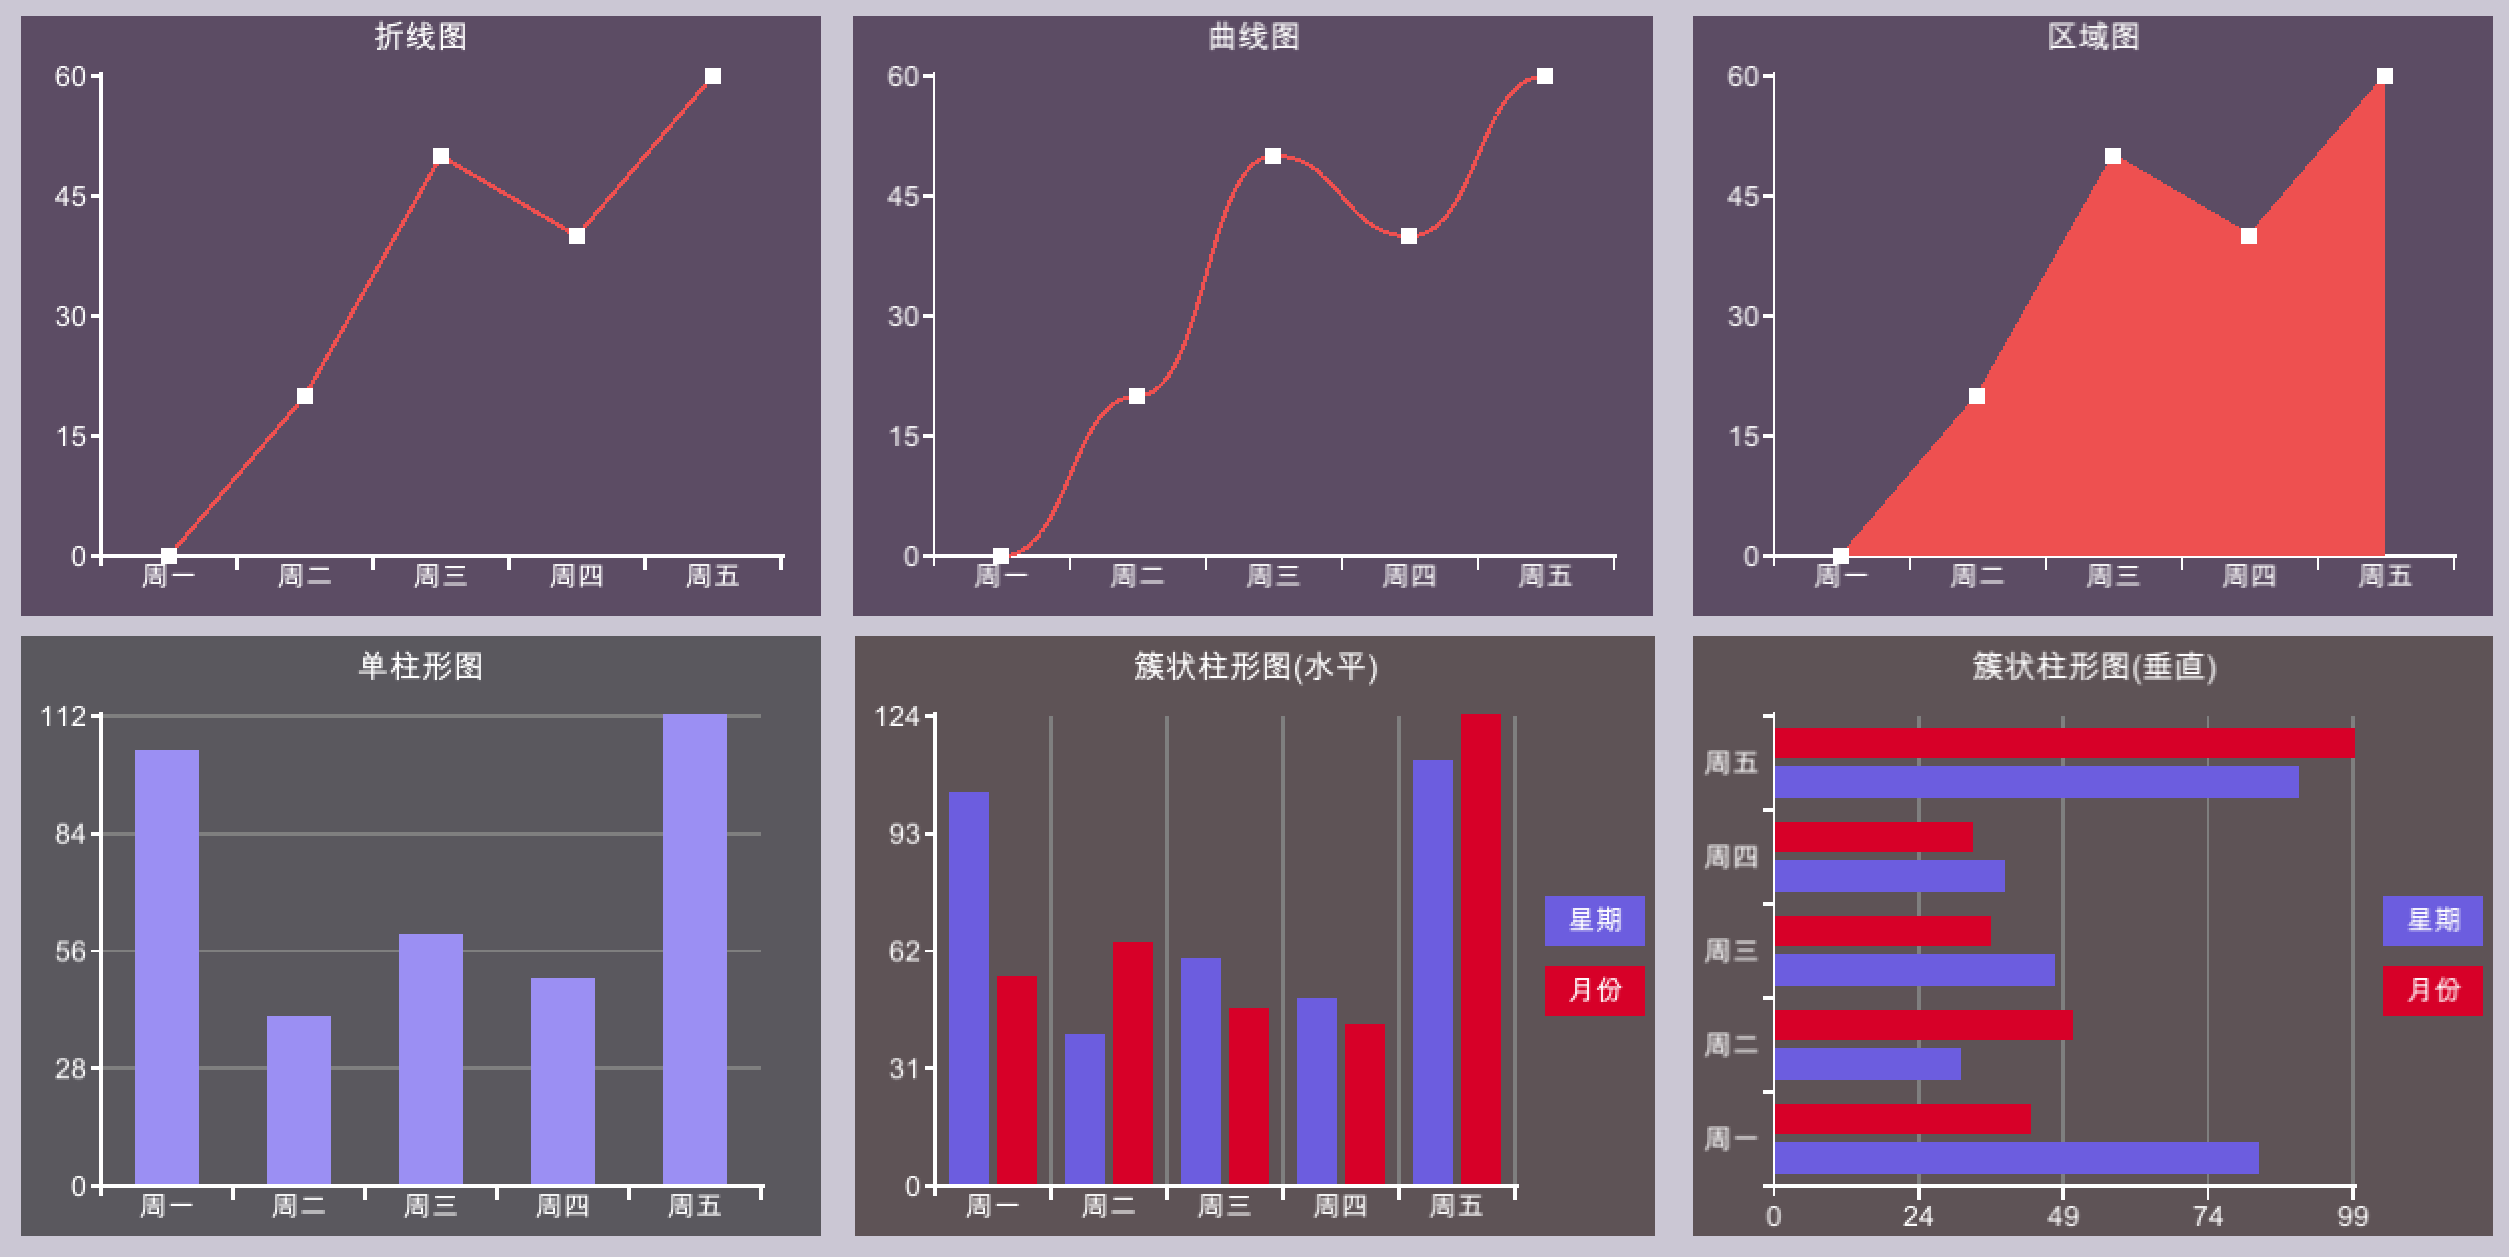 折线图
60
45
30
15
0
周一 周二 周三 周四 周五
曲线图
60
45
30
15
0
周一 周二 周三 周四 周五
区域图
60
45
30
15
0
周一 周二 周三 周四 周五
单柱形图
112
84
56
28
0
周一 周二 周三 周四 周五
簇状柱形图(水平)
124
93
62
31
0
周一 周二 周三 周四 周五
星期
月份
簇状柱形图(垂直)
周五
周四
周三
周二
周一
0 24 49 74 99
星期
月份